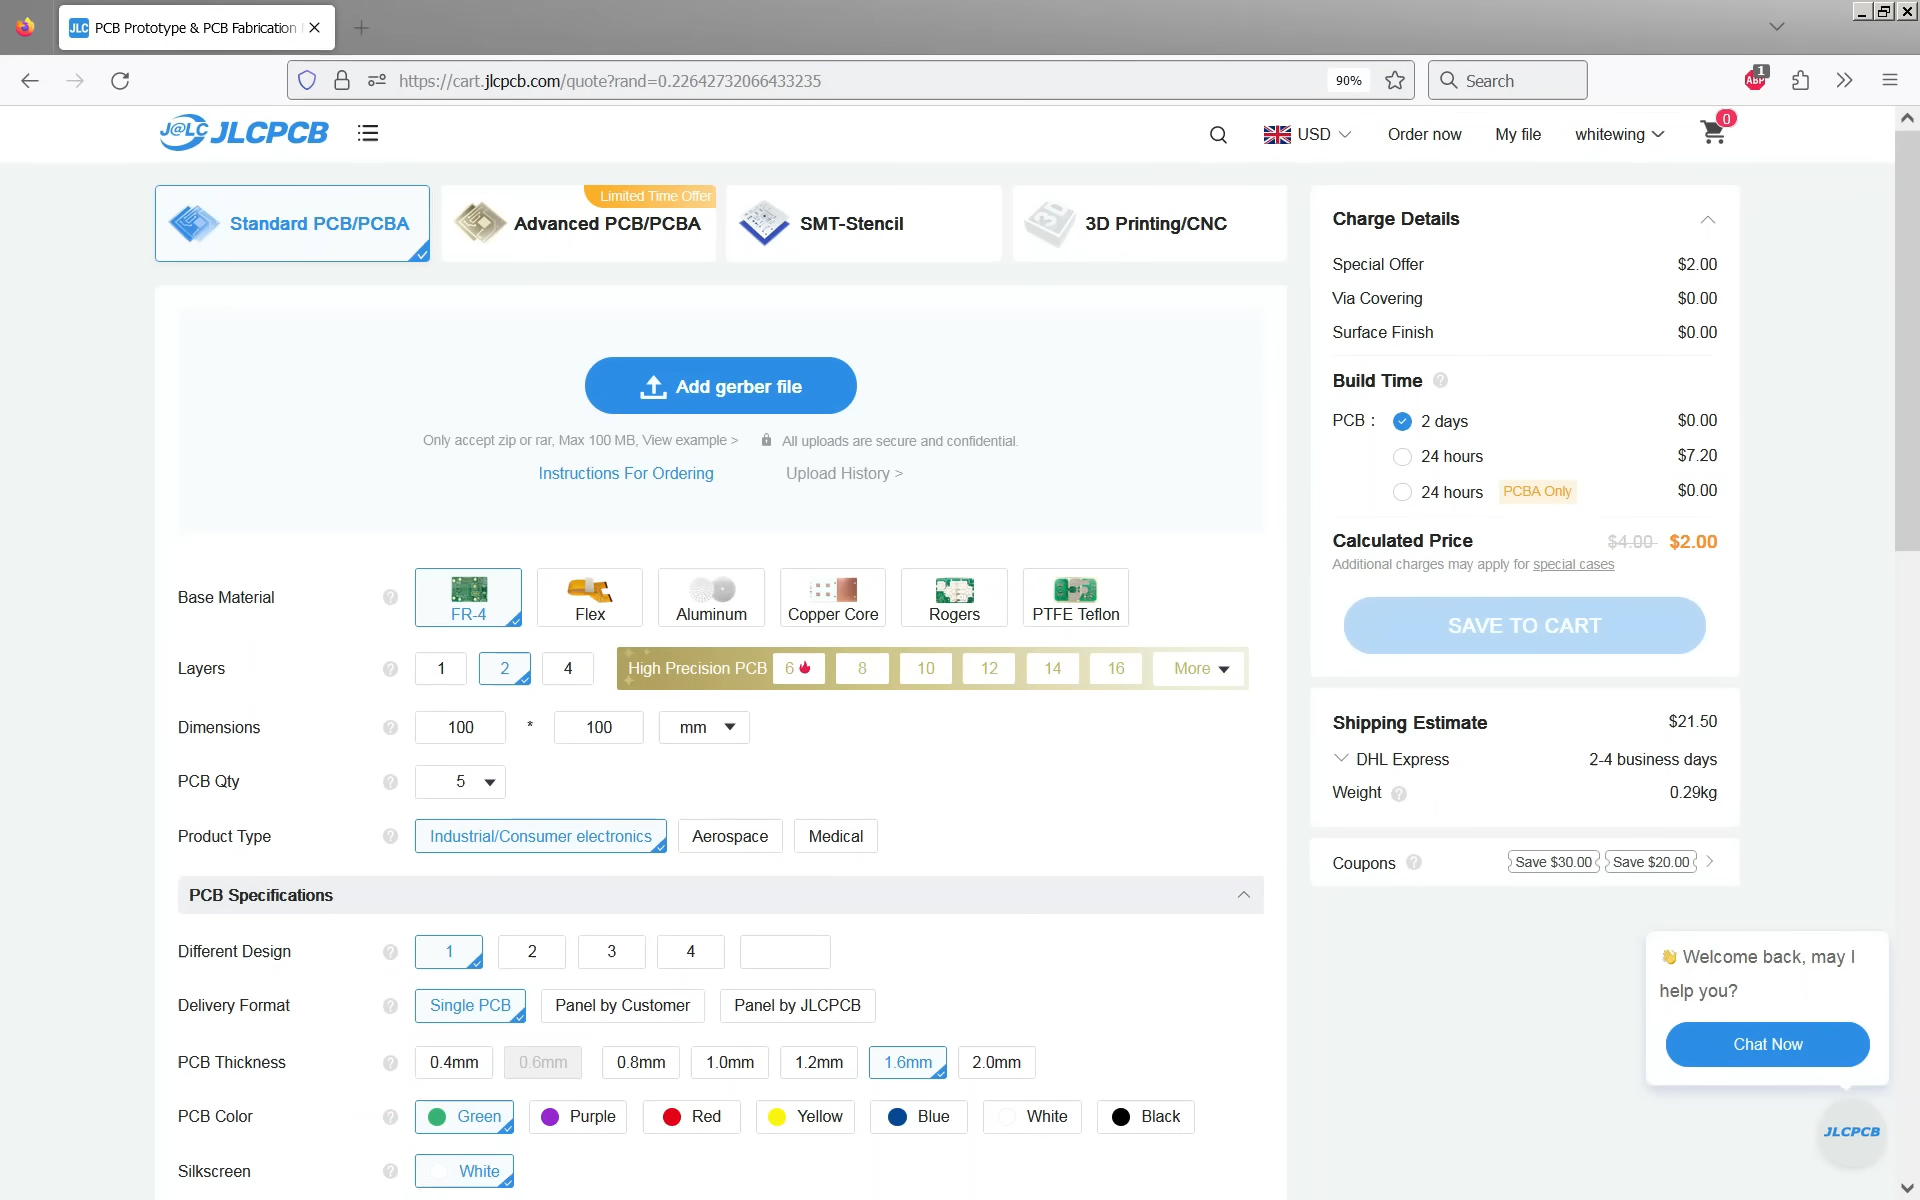 JLC PCB Prototype & PCB Fabrication
https://cart.jlcpcb.com/quote?rand=0.22642732066433235 90% Search ABP 1
J@LC JLCPCB USD Order now My file whitewing 0
Standard PCB/PCBA
Limited Time Offer
Advanced PCB/PCBA
SMT-Stencil
3D Printing/CNC
Add gerber file
Only accept zip or rar, Max 100 MB, View example > All uploads are secure and confidential.
Instructions For Ordering Upload History >
Base Material ? FR-4 Flex Aluminum Copper Core Rogers PTFE Teflon
Layers ? 1 2 4 High Precision PCB 6 8 10 12 14 16 More
Dimensions ? 100 * 100 mm
PCB Qty ? 5
Product Type ? Industrial/Consumer electronics Aerospace Medical
PCB Specifications
Different Design ? 1 2 3 4
Delivery Format ? Single PCB Panel by Customer Panel by JLCPCB
PCB Thickness ? 0.4mm 0.6mm 0.8mm 1.0mm 1.2mm 1.6mm 2.0mm
PCB Color ? Green Purple Red Yellow Blue White Black
Silkscreen ? White
Charge Details
Special Offer $2.00
Via Covering $0.00
Surface Finish $0.00
Build Time ?
PCB : 2 days $0.00
24 hours $7.20
24 hours PCBA Only $0.00
Calculated Price $4.00 $2.00
Additional charges may apply for special cases
SAVE TO CART
Shipping Estimate $21.50
DHL Express 2-4 business days
Weight ? 0.29kg
Coupons ? Save $30.00 Save $20.00
👋 Welcome back, may I
help you?
Chat Now
JLCPCB